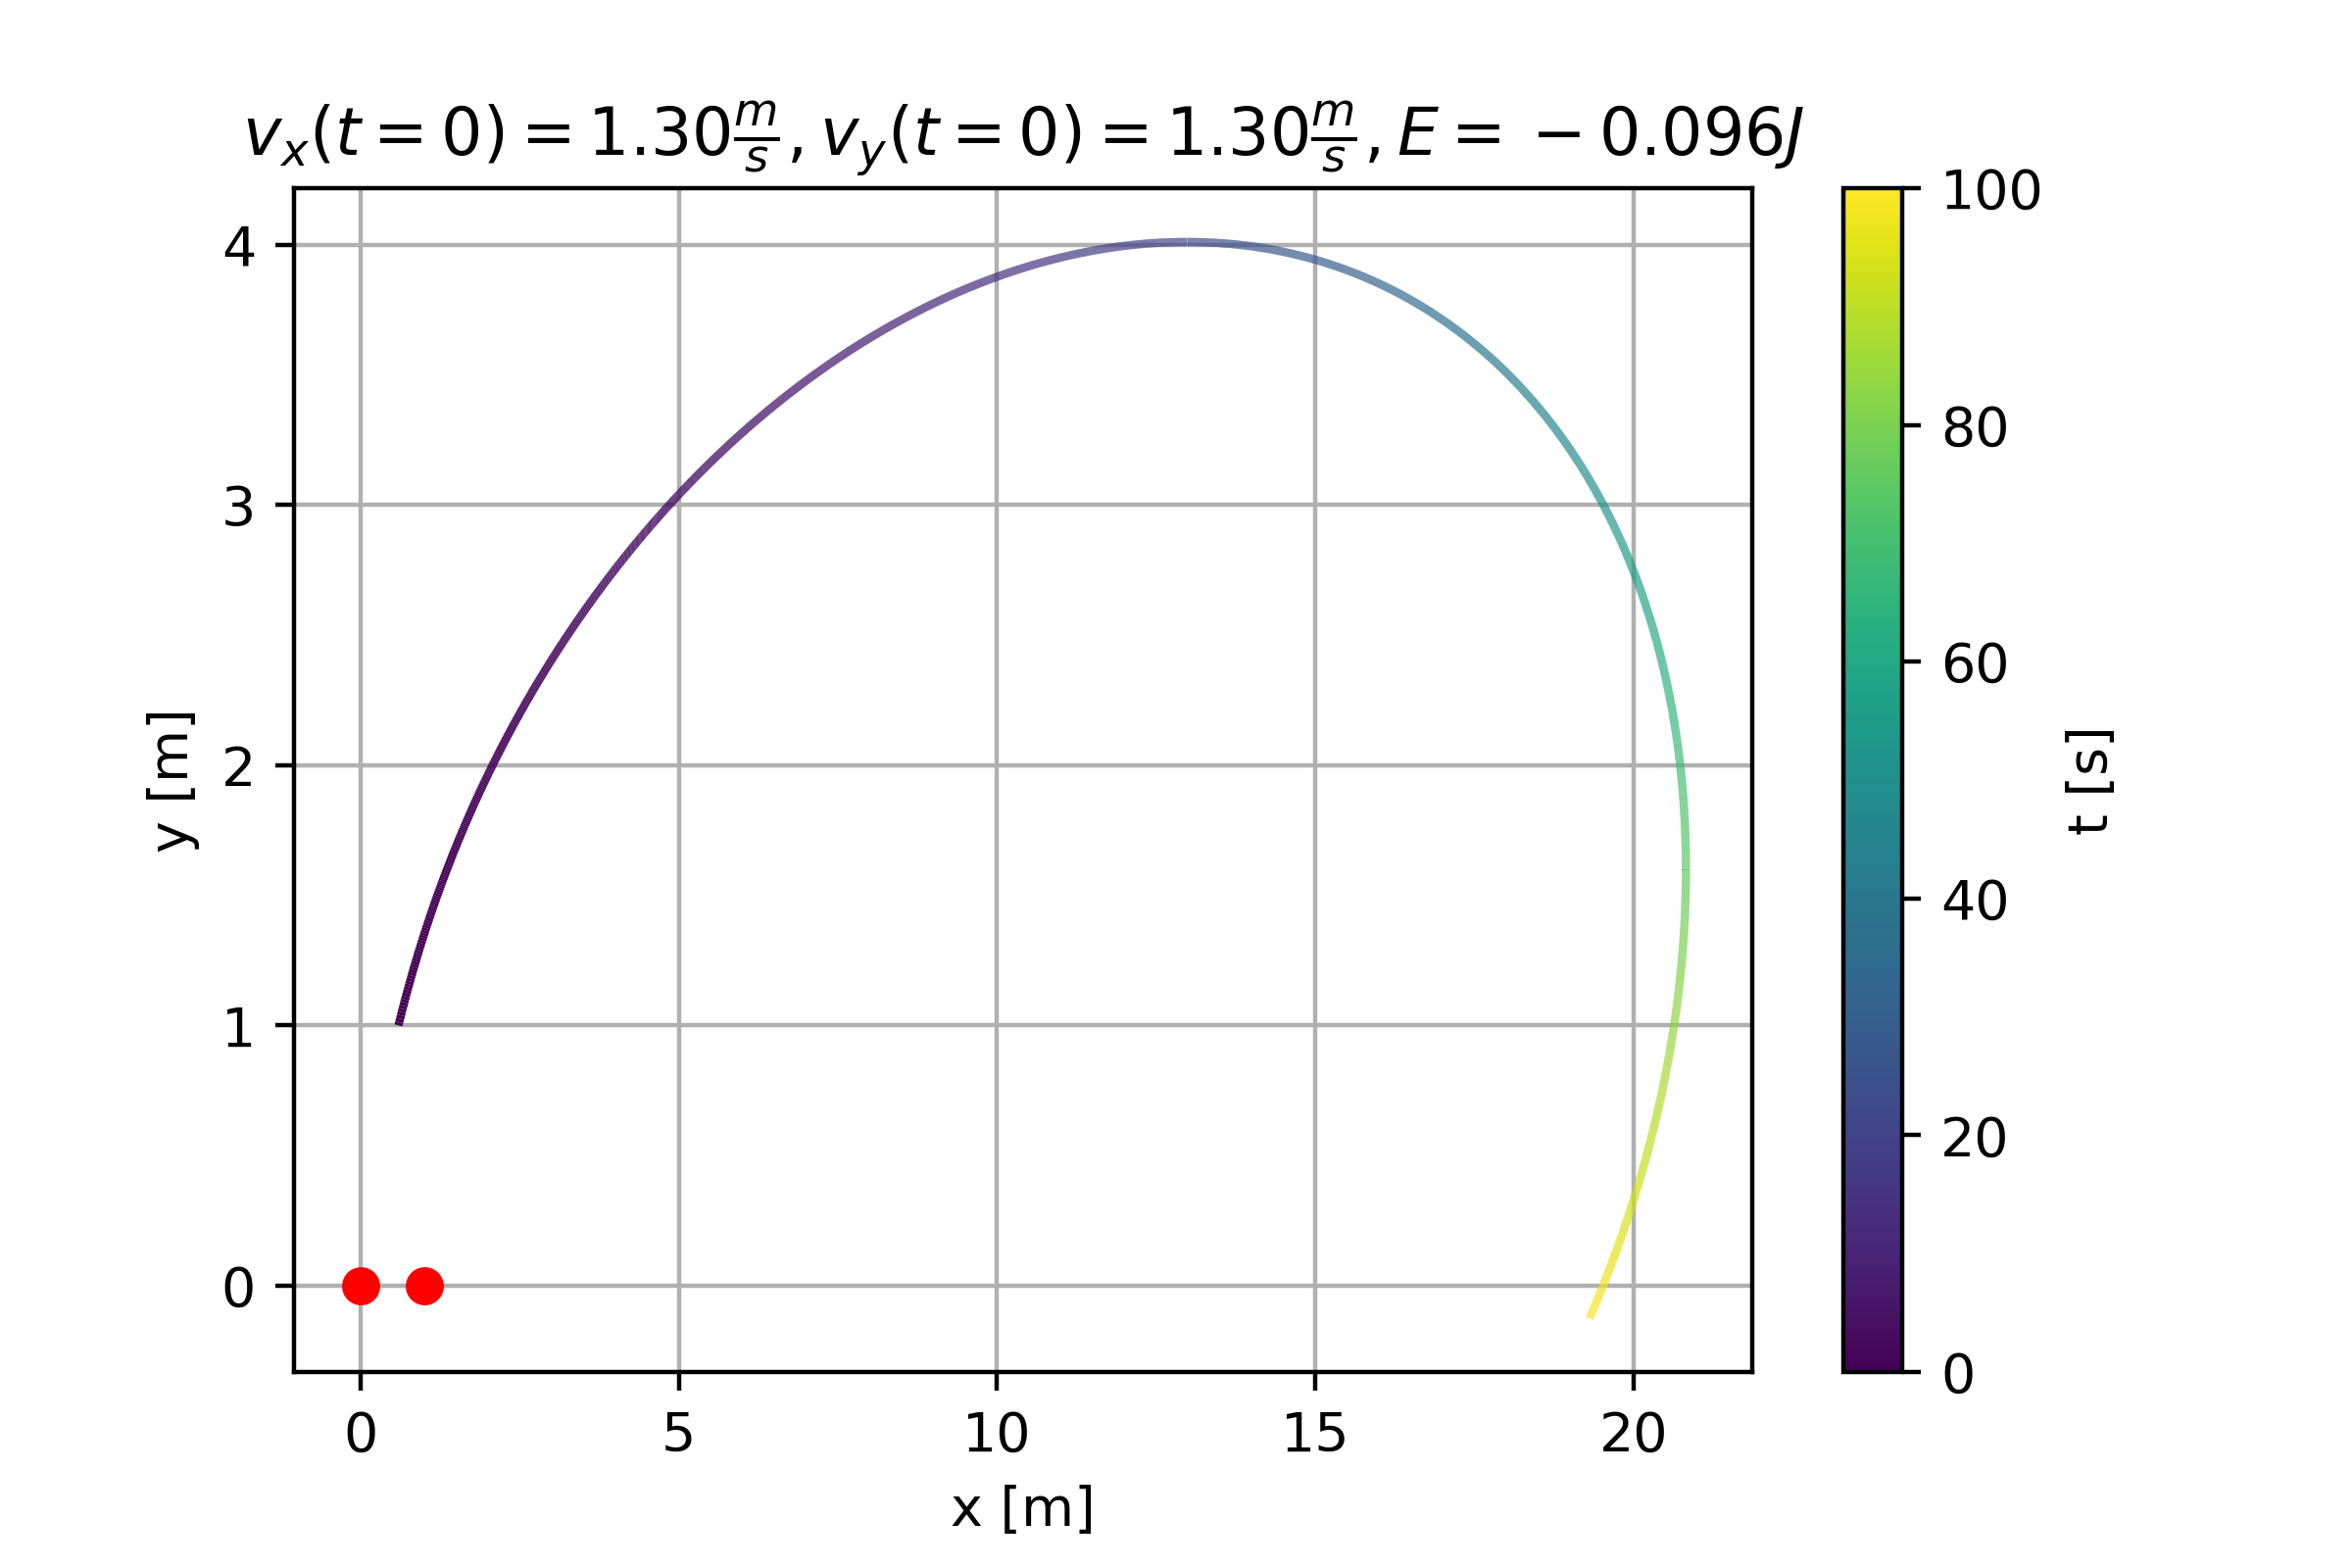 v_x(t = 0) = 1.30 m/s, v_y(t = 0) = 1.30 m/s, E = −0.096J
4
3
2
1
0
y [m]
0 5 10 15 20
x [m]
100
80
60
40
20
0
t [s]